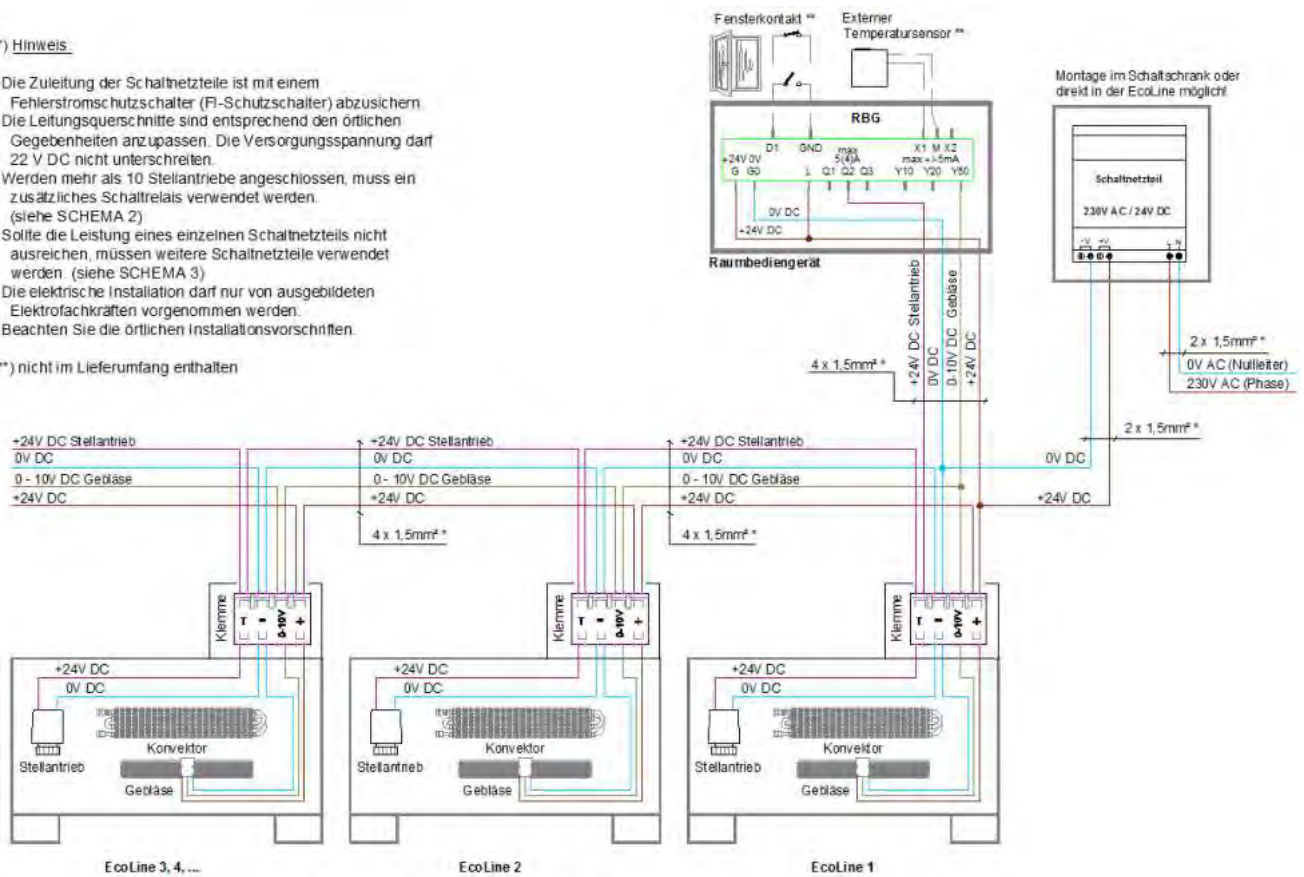 *) Hinweis:
Die Zuleitung der Schaltnetzteile ist mit einem
Fehlerstromschutzschalter (FI-Schutzschalter) abzusichern.
Die Leitungsquerschnitte sind entsprechend den örtlichen
Gegebenheiten anzupassen. Die Versorgungsspannung darf
22 V DC nicht unterschreiten.
Werden mehr als 10 Stellantriebe angeschlossen, muss ein
zusätzliches Schaltrelais verwendet werden.
(siehe SCHEMA 2)
Sollte die Leistung eines einzelnen Schaltnetzteils nicht
ausreichen, müssen weitere Schaltnetzteile verwendet
werden. (siehe SCHEMA 3)
Die elektrische Installation darf nur von ausgebildeten
Elektrofachkräften vorgenommen werden.
Beachten Sie die örtlichen Installationsvorschriften.
**) nicht im Lieferumfang enthalten
Fensterkontakt **
Externer
Temperatursensor **
RBG
D1 GND X1 M X2
+24V 0V max 5(4)A max +/-5mA
G G0 L Q1 Q2 Q3 Y10 Y20 Y50
0V DC
+24V DC
Raumbediengerät
Montage im Schaltschrank oder
direkt in der EcoLine möglich!
Schaltnetzteil
230V AC / 24V DC
-V +V L N
4 x 1,5mm² *
+24V DC Stellantrieb
0V DC
0-10V DC Gebläse
+24V DC
2 x 1,5mm² *
0V AC (Nullleiter)
230V AC (Phase)
2 x 1,5mm² *
0V DC
+24V DC
+24V DC Stellantrieb
0V DC
0 - 10V DC Gebläse
+24V DC
4 x 1,5mm² *
+24V DC Stellantrieb
0V DC
0 - 10V DC Gebläse
+24V DC
4 x 1,5mm² *
+24V DC Stellantrieb
0V DC
0 - 10V DC Gebläse
+24V DC
Klemme
T - 0-10V +
+24V DC
0V DC
Konvektor
Stellantrieb
Gebläse
EcoLine 3, 4, ...
Klemme
T - 0-10V +
+24V DC
0V DC
Konvektor
Stellantrieb
Gebläse
EcoLine 2
Klemme
T - 0-10V +
+24V DC
0V DC
Konvektor
Stellantrieb
Gebläse
EcoLine 1